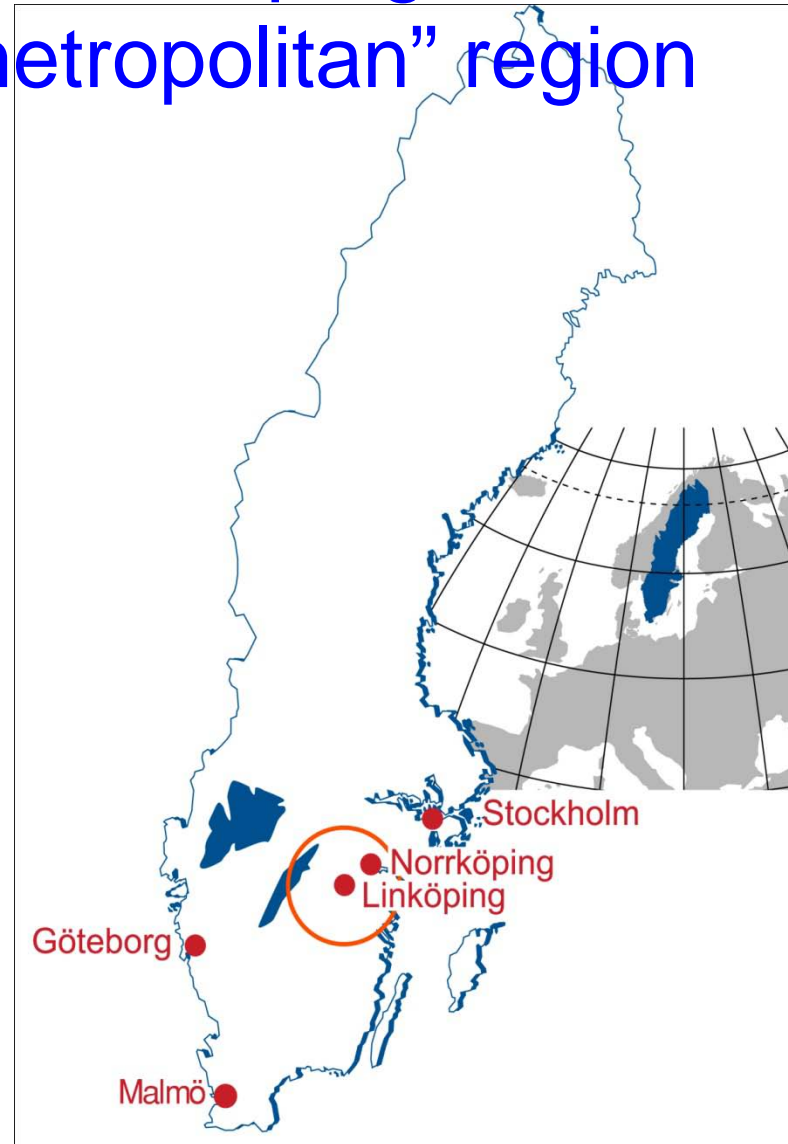 etropolitan” region
Stockholm
Norrköping
Linköping
Göteborg
Malmö